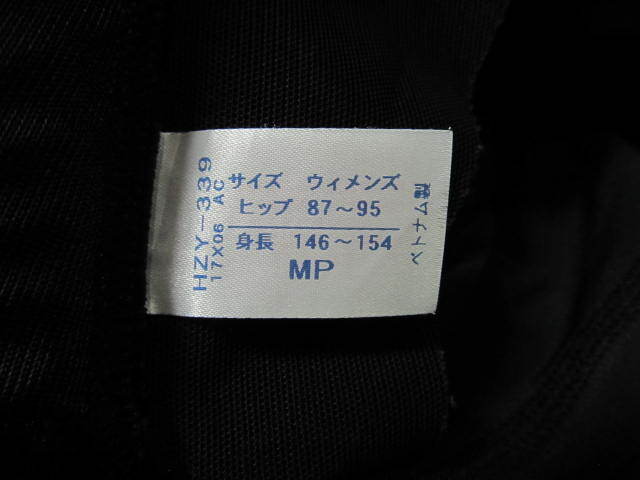 サイズ ウィメンズ
ヒップ 87～95
身長 146～154
MP
HZY-339
17X06 AC
ベトナム製